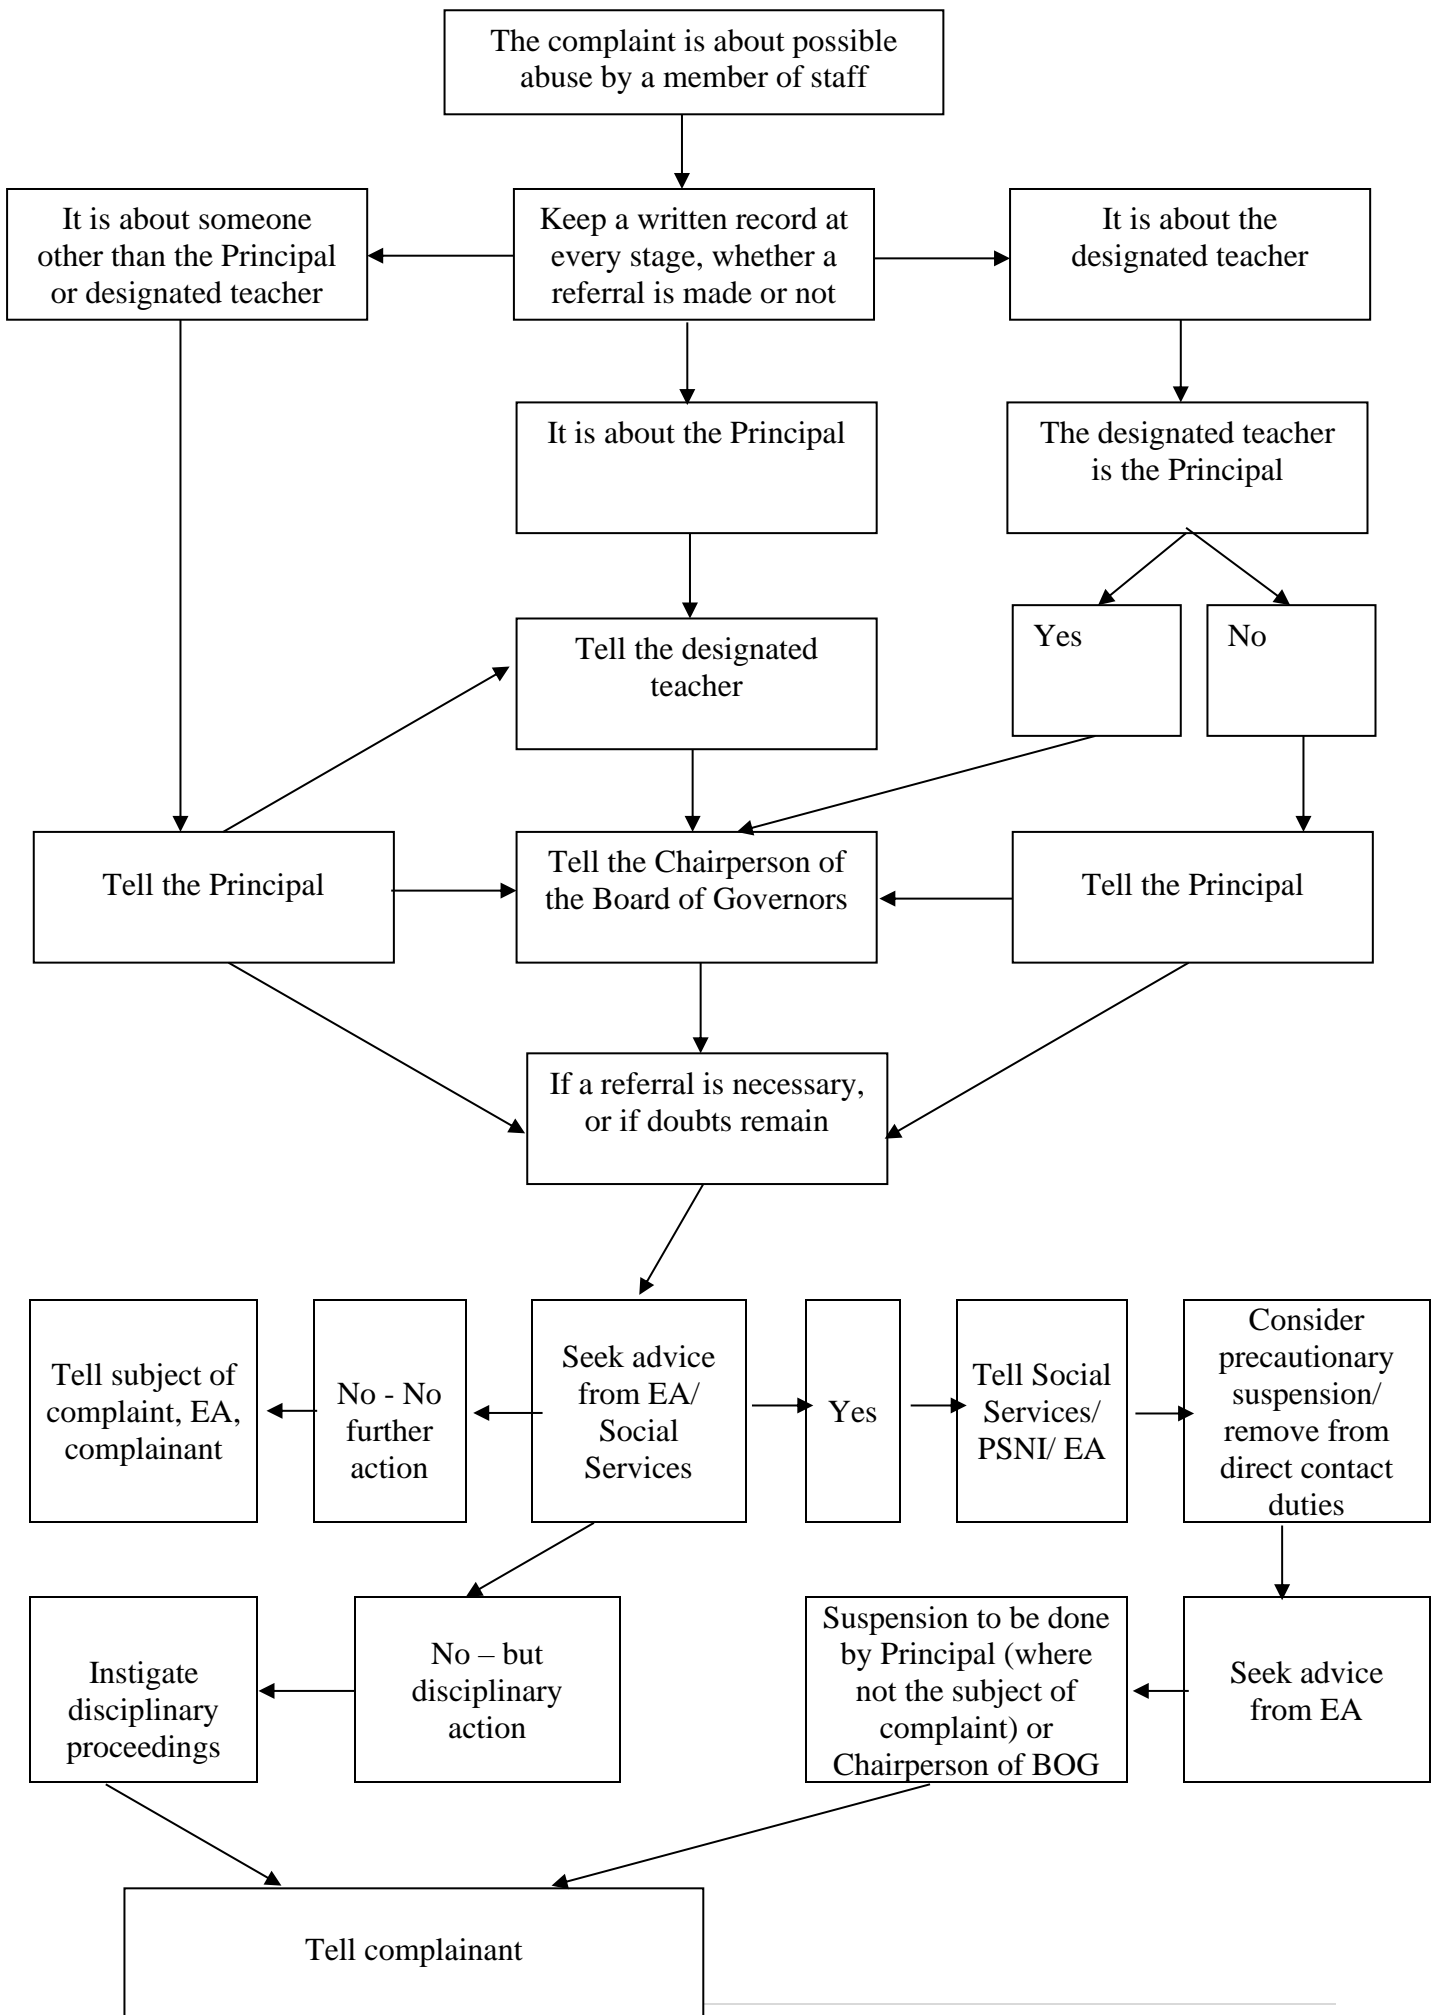 The complaint is about possible
abuse by a member of staff
It is about someone
other than the Principal
or designated teacher
Keep a written record at
every stage, whether a
referral is made or not
It is about the
designated teacher
It is about the Principal
The designated teacher
is the Principal
Tell the designated
teacher
Yes
No
Tell the Principal
Tell the Chairperson of
the Board of Governors
Tell the Principal
If a referral is necessary,
or if doubts remain
Tell subject of
complaint, EA,
complainant
No - No
further
action
Seek advice
from EA/
Social
Services
Yes
Tell Social
Services/
PSNI/ EA
Consider
precautionary
suspension/
remove from
direct contact
duties
Instigate
disciplinary
proceedings
No – but
disciplinary
action
Suspension to be done
by Principal (where
not the subject of
complaint) or
Chairperson of BOG
Seek advice
from EA
Tell complainant